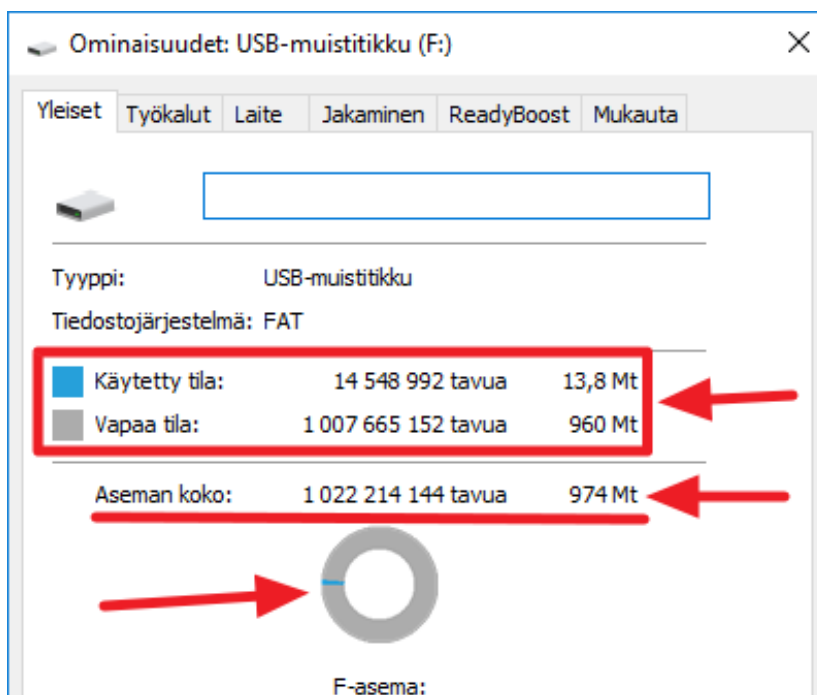 Ominaisuudet: USB-muistitikku (F:)
Yleiset Työkalut Laite Jakaminen ReadyBoost Mukauta
Tyyppi: USB-muistitikku
Tiedostojärjestelmä: FAT
Käytetty tila: 14 548 992 tavua 13,8 Mt
Vapaa tila: 1 007 665 152 tavua 960 Mt
Aseman koko: 1 022 214 144 tavua 974 Mt
F-asema: